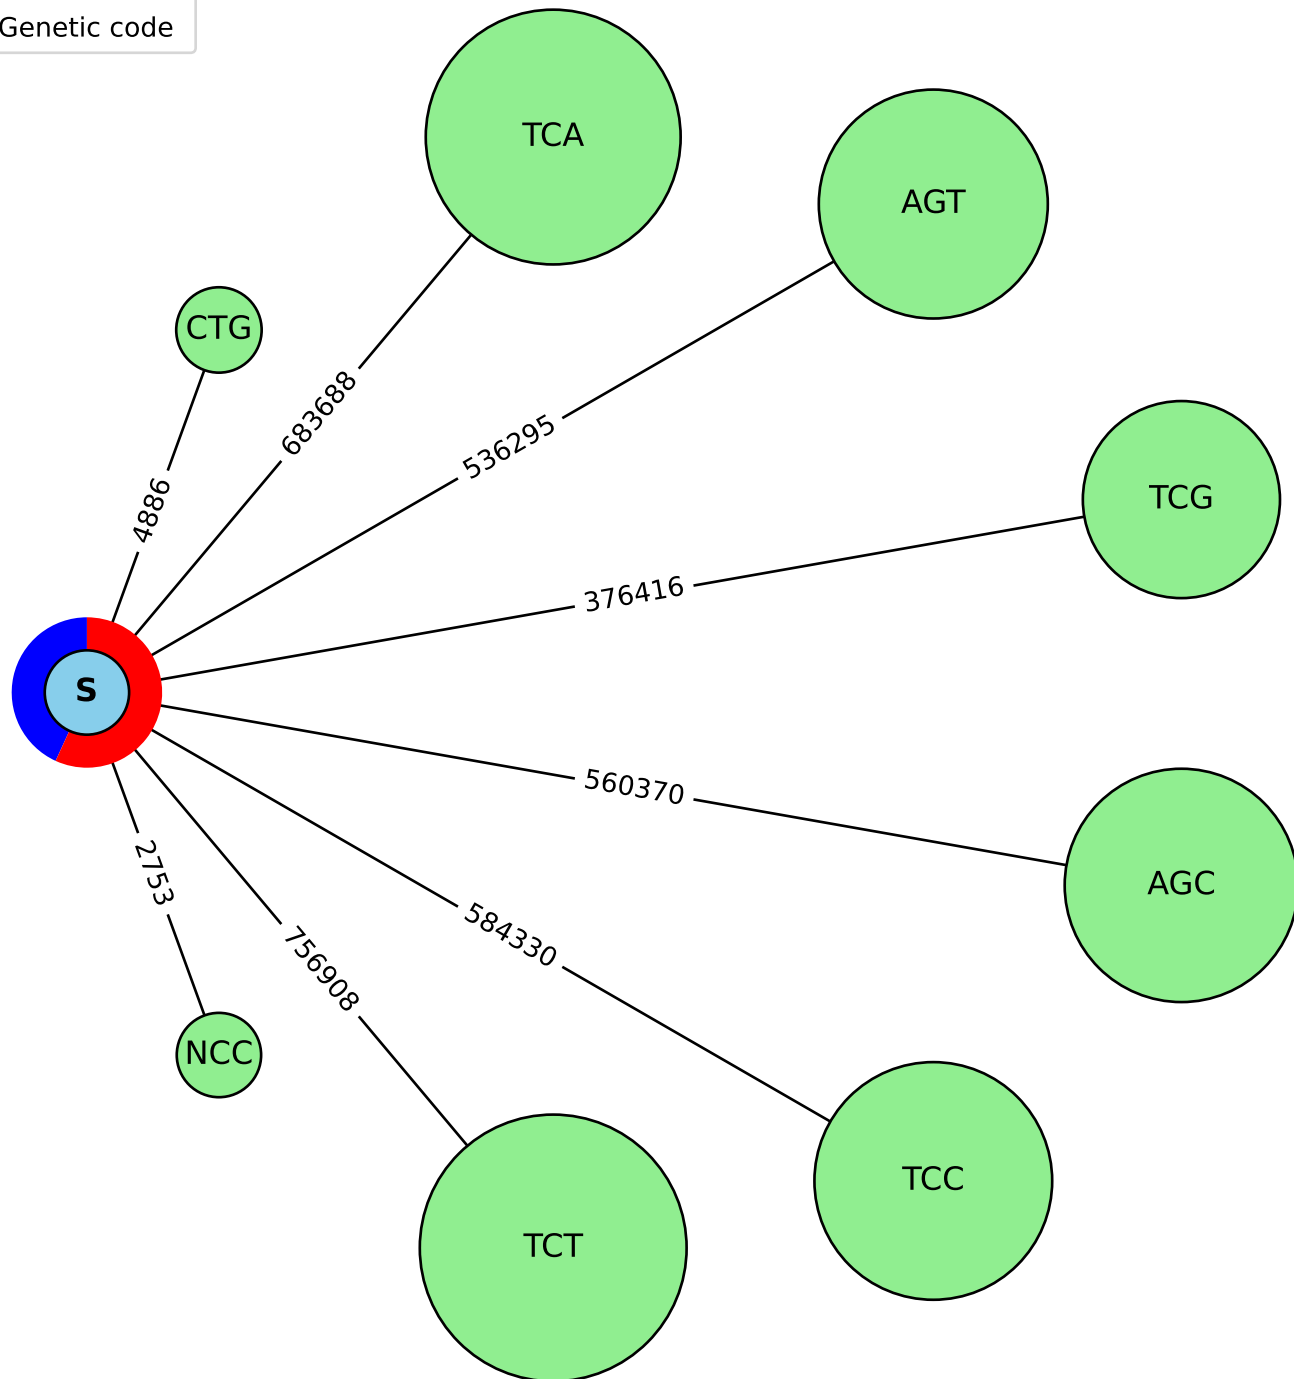 Genetic code
TCA
AGT
CTG
683688
536295
4886
TCG
376416
S
560370
AGC
2753
584330
756908
NCC
TCC
TCT